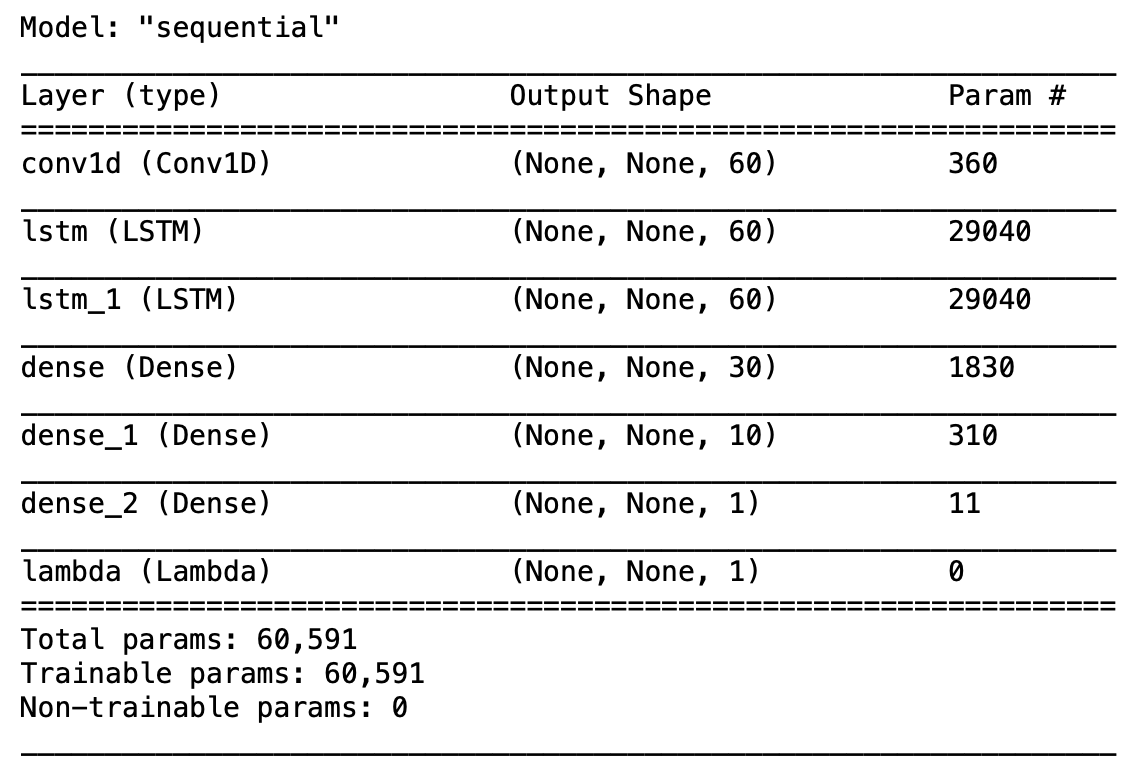 Model: "sequential"
Layer (type) Output Shape Param #
conv1d (Conv1D) (None, None, 60) 360
lstm (LSTM) (None, None, 60) 29040
lstm_1 (LSTM) (None, None, 60) 29040
dense (Dense) (None, None, 30) 1830
dense_1 (Dense) (None, None, 10) 310
dense_2 (Dense) (None, None, 1) 11
lambda (Lambda) (None, None, 1) 0
Total params: 60,591
Trainable params: 60,591
Non-trainable params: 0